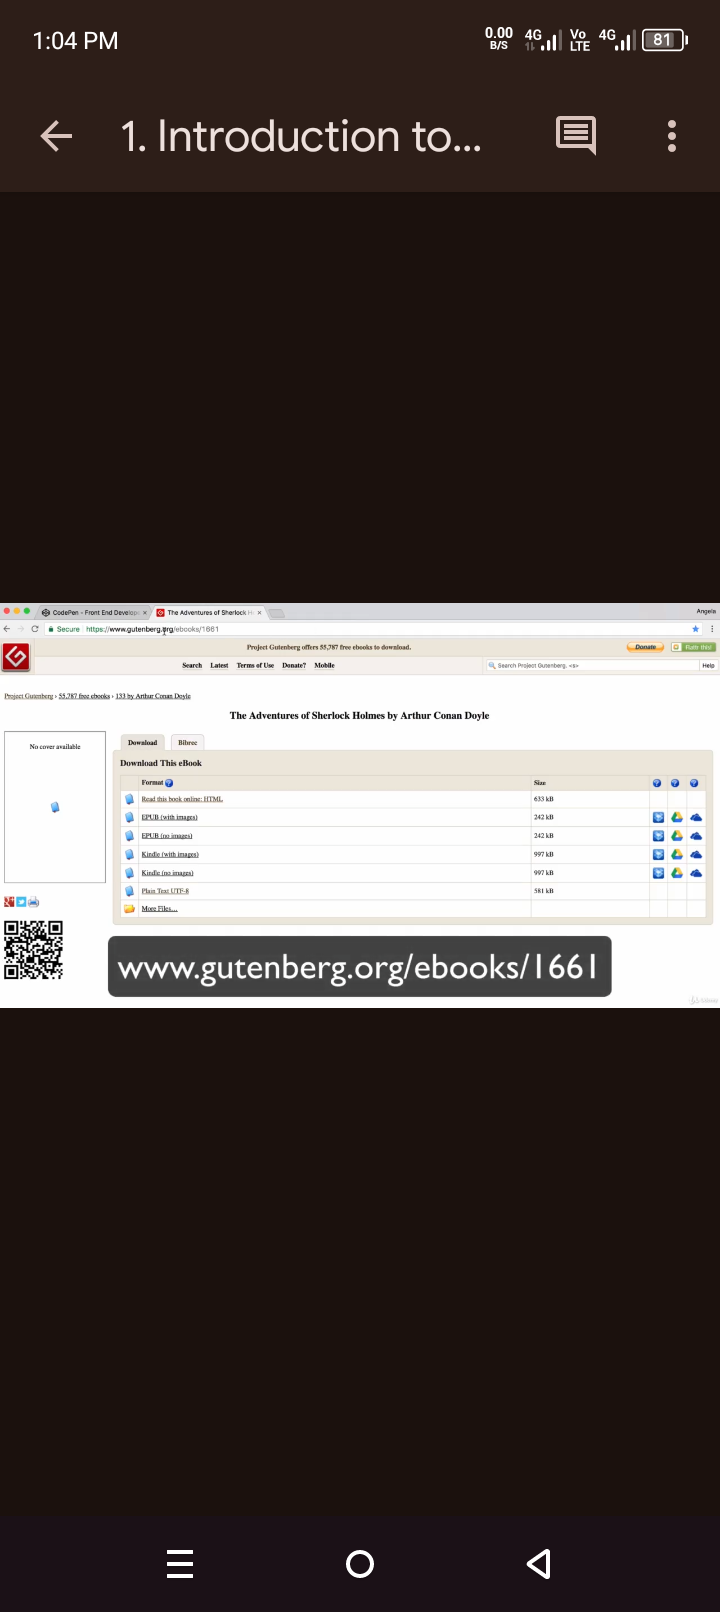 1:04 PM
0.00 B/S 4G Vo LTE 4G 81
1. Introduction to...
CodePen - Front End Develope
The Adventures of Sherlock H
Angela
Secure https://www.gutenberg.org/ebooks/1661
Project Gutenberg offers 55,787 free ebooks to download.
Donate
Flattr this!
Search Latest Terms of Use Donate? Mobile
Search Project Gutenberg. <s>
Help
Project Gutenberg > 55,787 free ebooks > 133 by Arthur Conan Doyle
The Adventures of Sherlock Holmes by Arthur Conan Doyle
No cover available
Download Bibrec
Download This eBook
Format ? Size ? ? ?
Read this book online: HTML 633 kB
EPUB (with images) 242 kB
EPUB (no images) 242 kB
Kindle (with images) 997 kB
Kindle (no images) 997 kB
Plain Text UTF-8 581 kB
More Files...
www.gutenberg.org/ebooks/1661